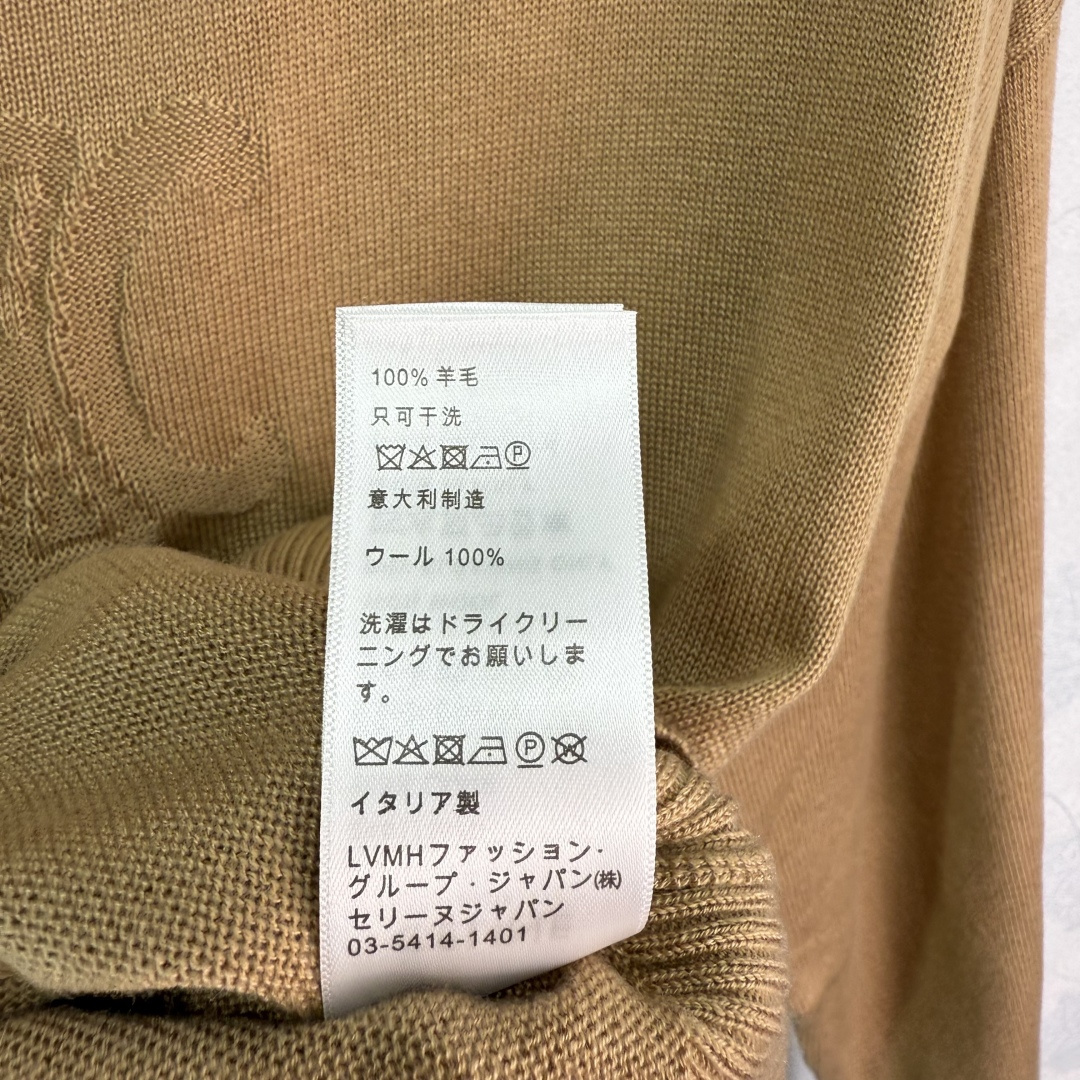 100% 羊毛
只可干洗
P
意大利制造
ウール 100%
洗濯はドライクリー
ニングでお願いしま
す。
P W
イタリア製
LVMHファッション・
グループ・ジャパン㈱
セリーヌジャパン
03-5414-1401